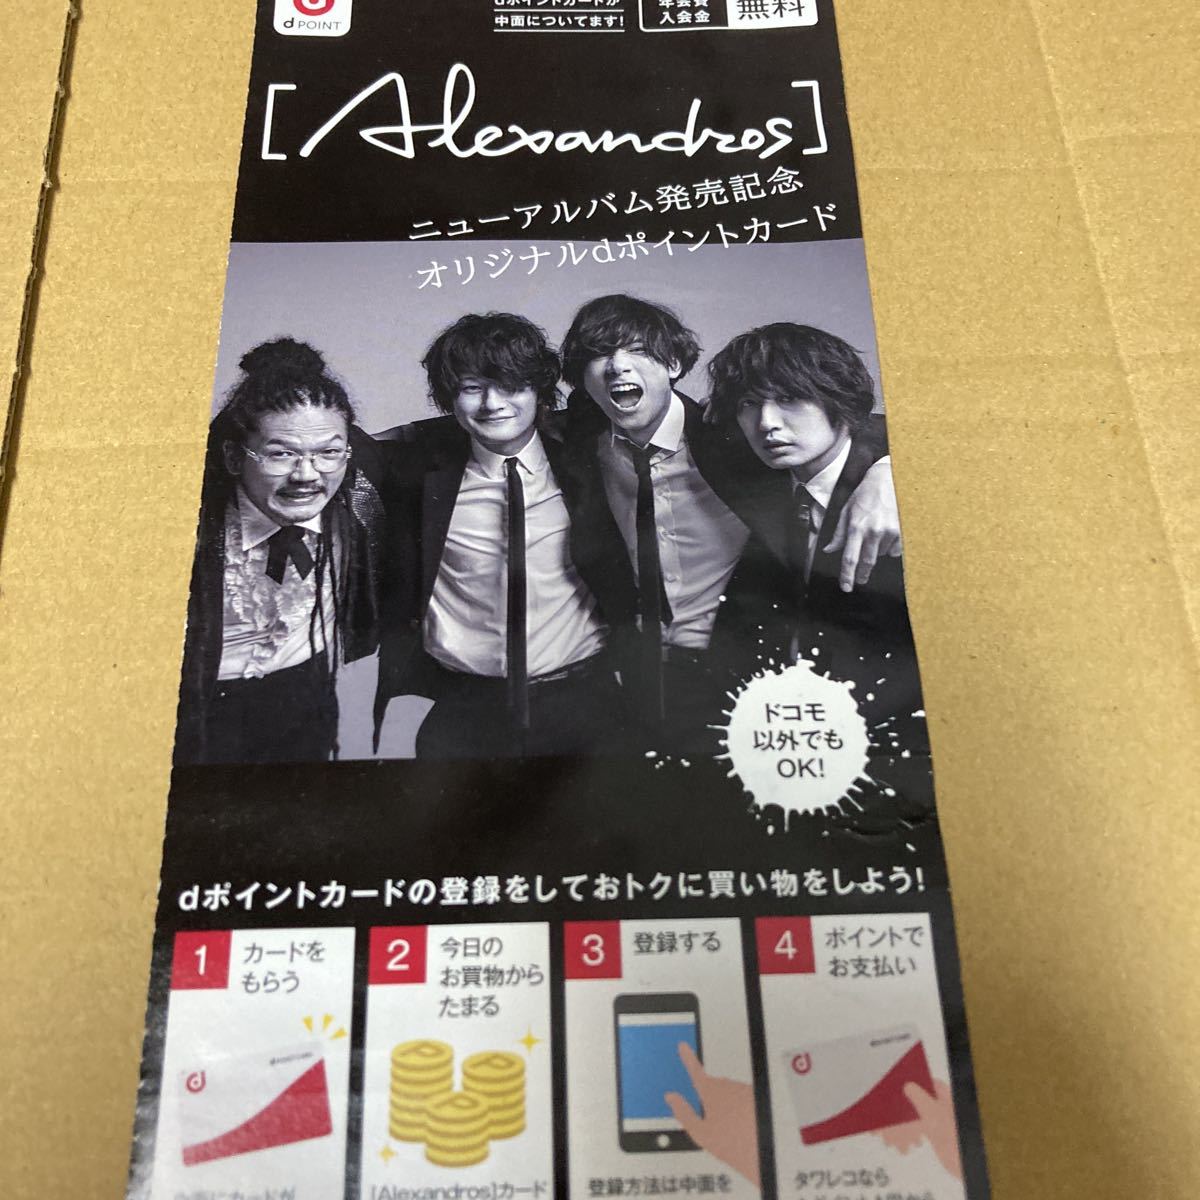 d POINT
dポイントカードが
中面についてます!
年会費
入会金
無料
[Alexandros]
ニューアルバム発売記念
オリジナルdポイントカード
ドコモ
以外でも
OK!
dポイントカードの登録をしておトクに買い物をしよう!
1
カードを
もらう
2
今日の
お買物から
たまる
3
登録する
4
ポイントで
お支払い
[Alexandros]カード
登録方法は中面を
タワレコなら